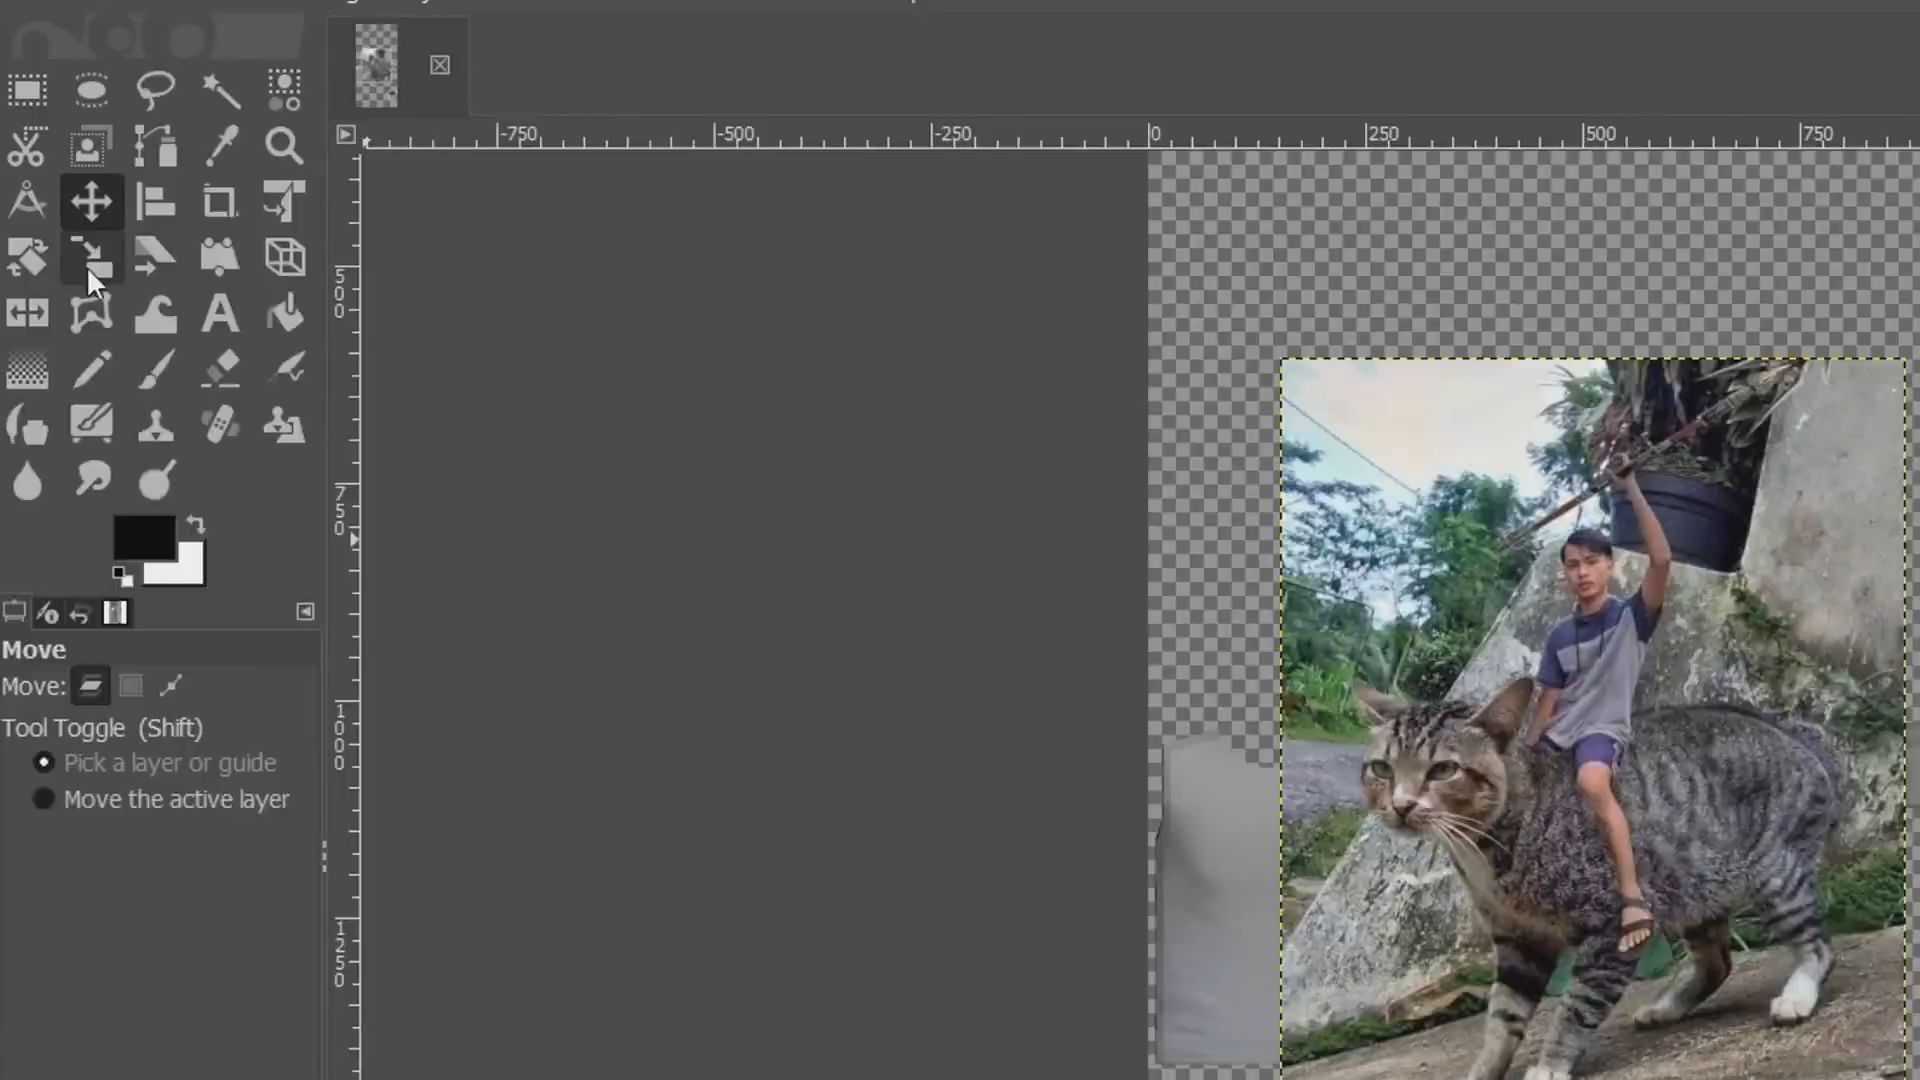 -750 -500 -250 0 250 500 750
500
750
1000
1250
Move
Move:
Tool Toggle (Shift)
Pick a layer or guide
Move the active layer